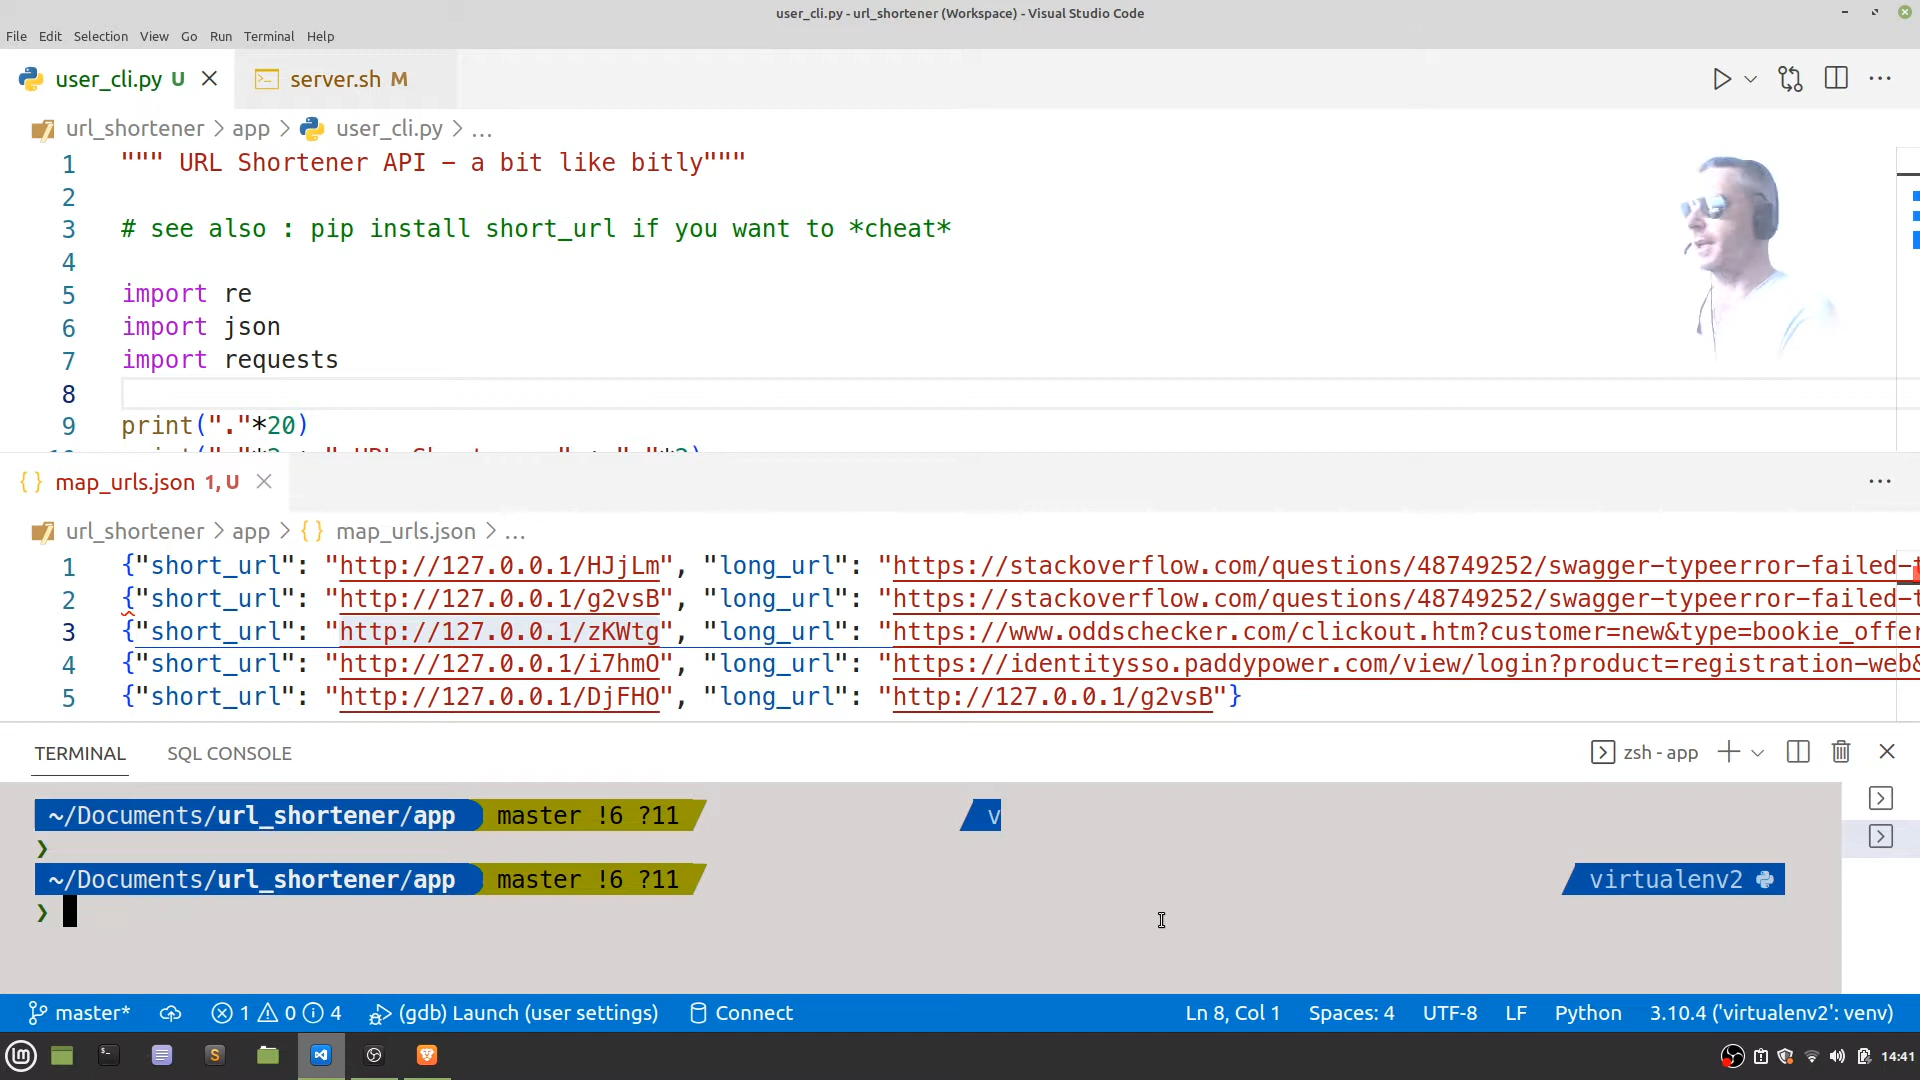 user_cli.py - url_shortener (Workspace) - Visual Studio Code
File Edit Selection View Go Run Terminal Help
user_cli.py U
server.sh M
url_shortener > app > user_cli.py > ...
1 """ URL Shortener API - a bit like bitly"""
2
3 # see also : pip install short_url if you want to *cheat*
4
5 import re
6 import json
7 import requests
8
9 print("."*20)
map_urls.json 1, U
url_shortener > app > {} map_urls.json > ...
1 {"short_url": "http://127.0.0.1/HJjLm", "long_url": "https://stackoverflow.com/questions/48749252/swagger-typeerror-failed-t
2 {"short_url": "http://127.0.0.1/g2vsB", "long_url": "https://stackoverflow.com/questions/48749252/swagger-typeerror-failed-t
3 {"short_url": "http://127.0.0.1/zKWtg", "long_url": "https://www.oddschecker.com/clickout.htm?customer=new&type=bookie_offer
4 {"short_url": "http://127.0.0.1/i7hmO", "long_url": "https://identitysso.paddypower.com/view/login?product=registration-web&
5 {"short_url": "http://127.0.0.1/DjFHO", "long_url": "http://127.0.0.1/g2vsB"}
TERMINAL SQL CONSOLE
zsh - app
~/Documents/url_shortener/app master !6 ?11 v
❯
~/Documents/url_shortener/app master !6 ?11 virtualenv2
❯
master* 1 0 4 (gdb) Launch (user settings) Connect Ln 8, Col 1 Spaces: 4 UTF-8 LF Python 3.10.4 ('virtualenv2': venv)
14:41